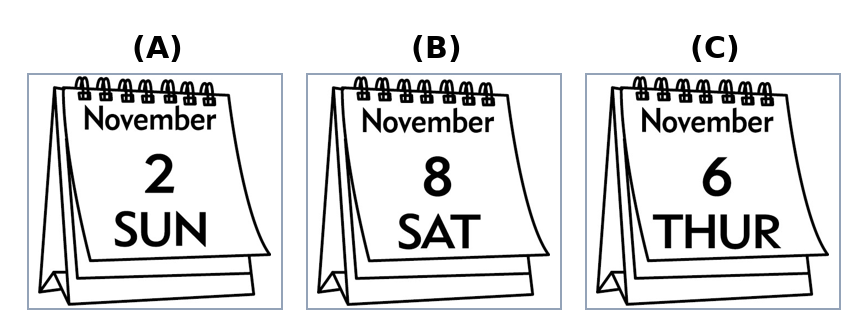 (A)
November
2
SUN
(B)
November
8
SAT
(C)
November
6
THUR